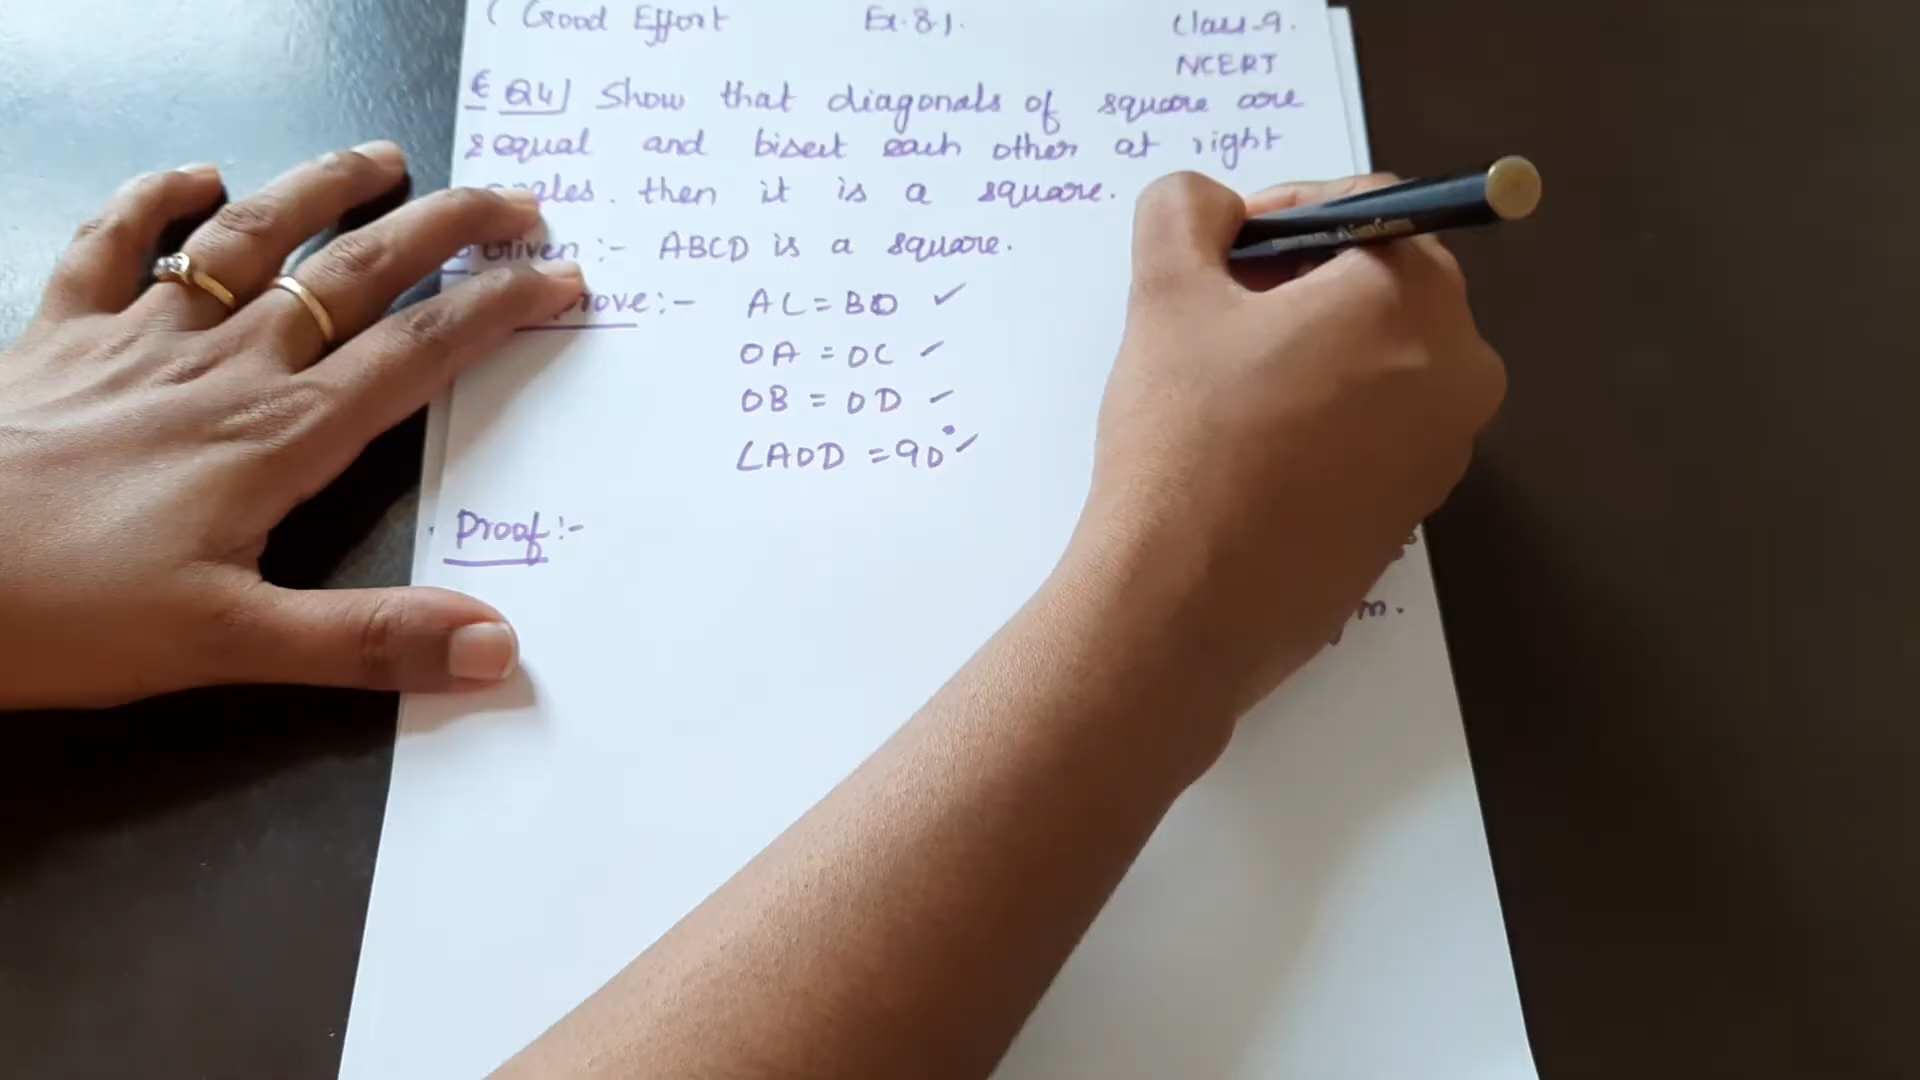 Good Effort Ex.8.1. Class-9.
NCERT
Q4) Show that diagonals of square are
equal and bisect each other at right
then it is a square.
Given :- ABCD is a square.
prove :- AC = BD ✓
OA = OC ✓
OB = OD ✓
∠AOD = 90° ✓
Proof :-